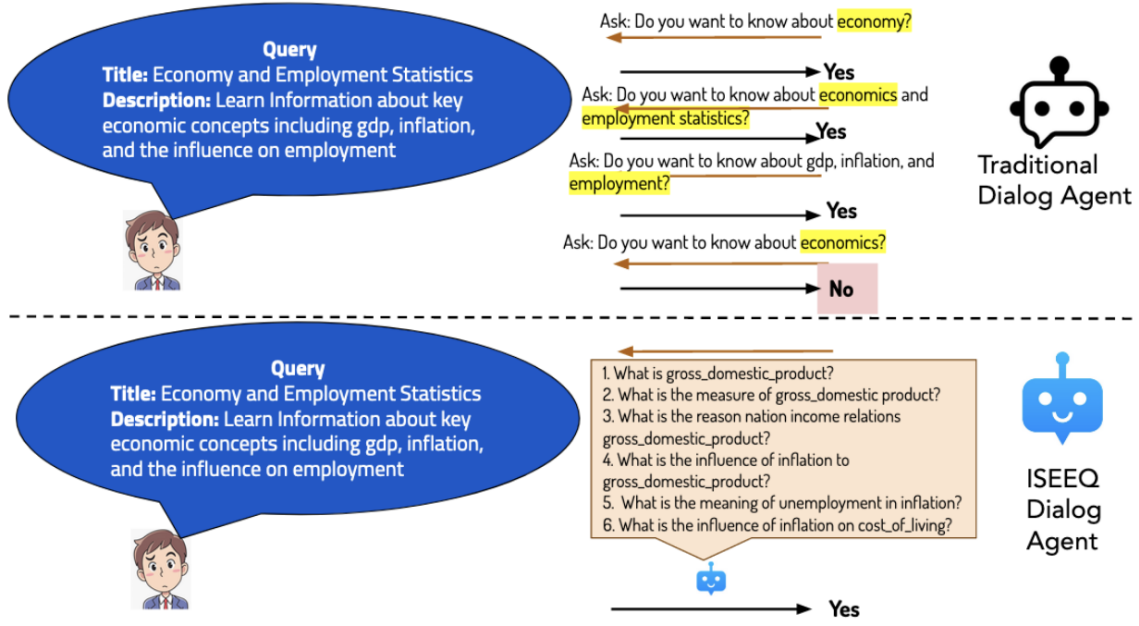 Query
Title: Economy and Employment Statistics
Description: Learn Information about key
economic concepts including gdp, inflation,
and the influence on employment
Ask: Do you want to know about economy?
Yes
Ask: Do you want to know about economics and
employment statistics?
Yes
Ask: Do you want to know about gdp, inflation, and
employment?
Yes
Ask: Do you want to know about economics?
No
Traditional
Dialog Agent
Query
Title: Economy and Employment Statistics
Description: Learn Information about key
economic concepts including gdp, inflation,
and the influence on employment
1. What is gross_domestic_product?
2. What is the measure of gross_domestic product?
3. What is the reason nation income relations
gross_domestic_product?
4. What is the influence of inflation to
gross_domestic_product?
5. What is the meaning of unemployment in inflation?
6. What is the influence of inflation on cost_of_living?
Yes
ISEEQ
Dialog
Agent